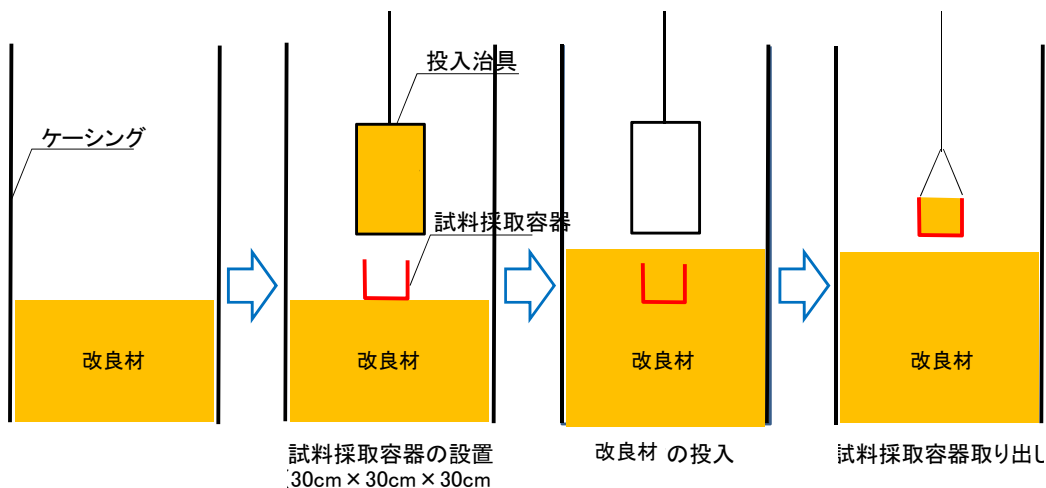 投入治具
ケーシング
試料採取容器
改良材
改良材
改良材
改良材
試料採取容器の設置
30cm×30cm×30cm
改良材 の投入
試料採取容器取り出し